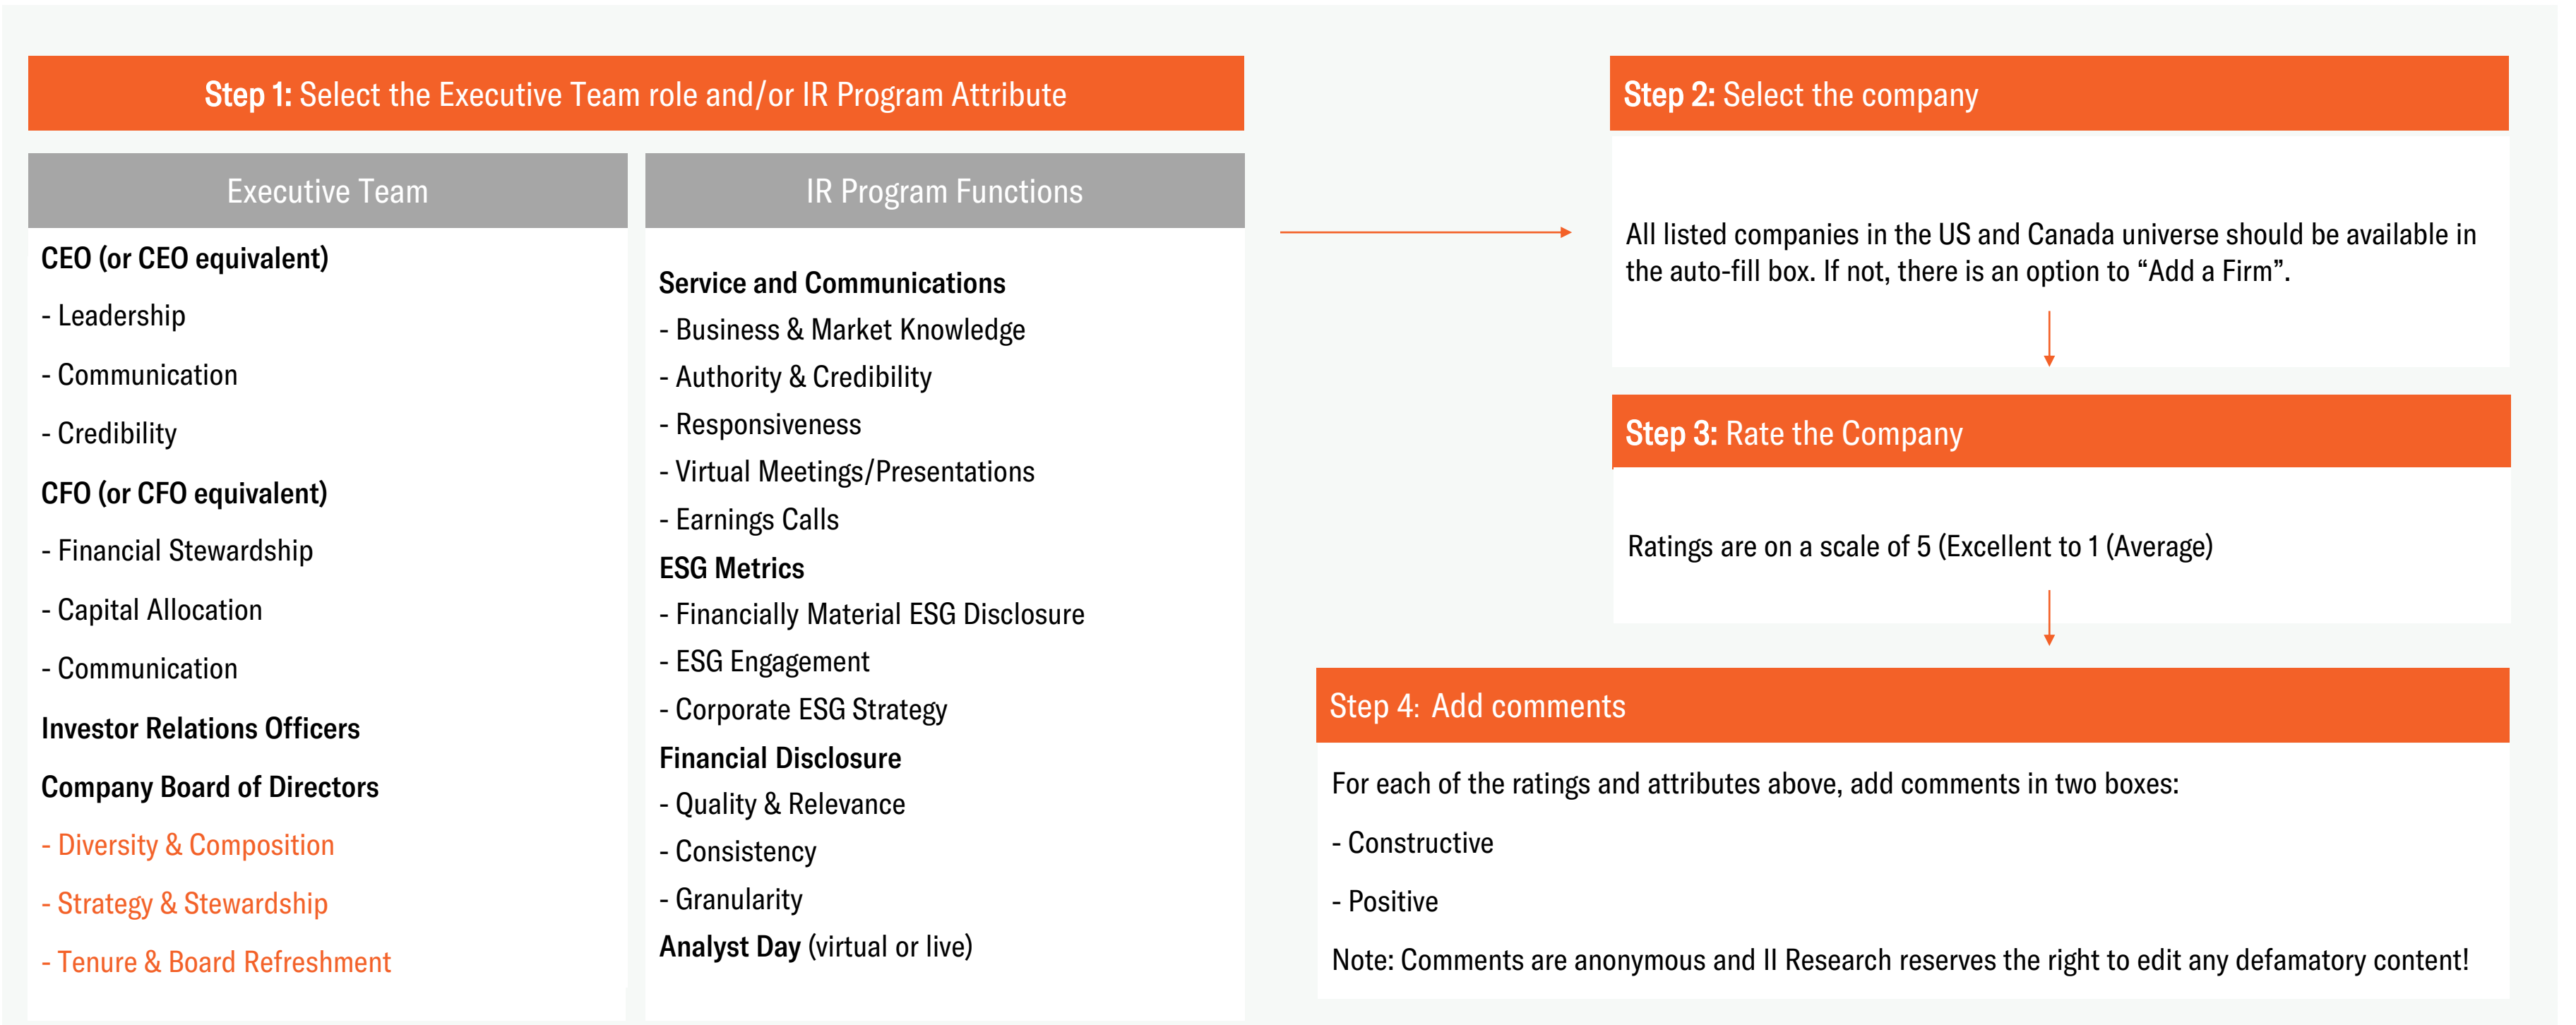 Step 1: Select the Executive Team role and/or IR Program Attribute
Executive Team
CEO (or CEO equivalent)
- Leadership
- Communication
- Credibility
CFO (or CFO equivalent)
- Financial Stewardship
- Capital Allocation
- Communication
Investor Relations Officers
Company Board of Directors
- Diversity & Composition
- Strategy & Stewardship
- Tenure & Board Refreshment
IR Program Functions
Service and Communications
- Business & Market Knowledge
- Authority & Credibility
- Responsiveness
- Virtual Meetings/Presentations
- Earnings Calls
ESG Metrics
- Financially Material ESG Disclosure
- ESG Engagement
- Corporate ESG Strategy
Financial Disclosure
- Quality & Relevance
- Consistency
- Granularity
Analyst Day (virtual or live)
Step 2: Select the company
All listed companies in the US and Canada universe should be available in
the auto-fill box. If not, there is an option to “Add a Firm”.
Step 3: Rate the Company
Ratings are on a scale of 5 (Excellent to 1 (Average)
Step 4: Add comments
For each of the ratings and attributes above, add comments in two boxes:
- Constructive
- Positive
Note: Comments are anonymous and II Research reserves the right to edit any defamatory content!